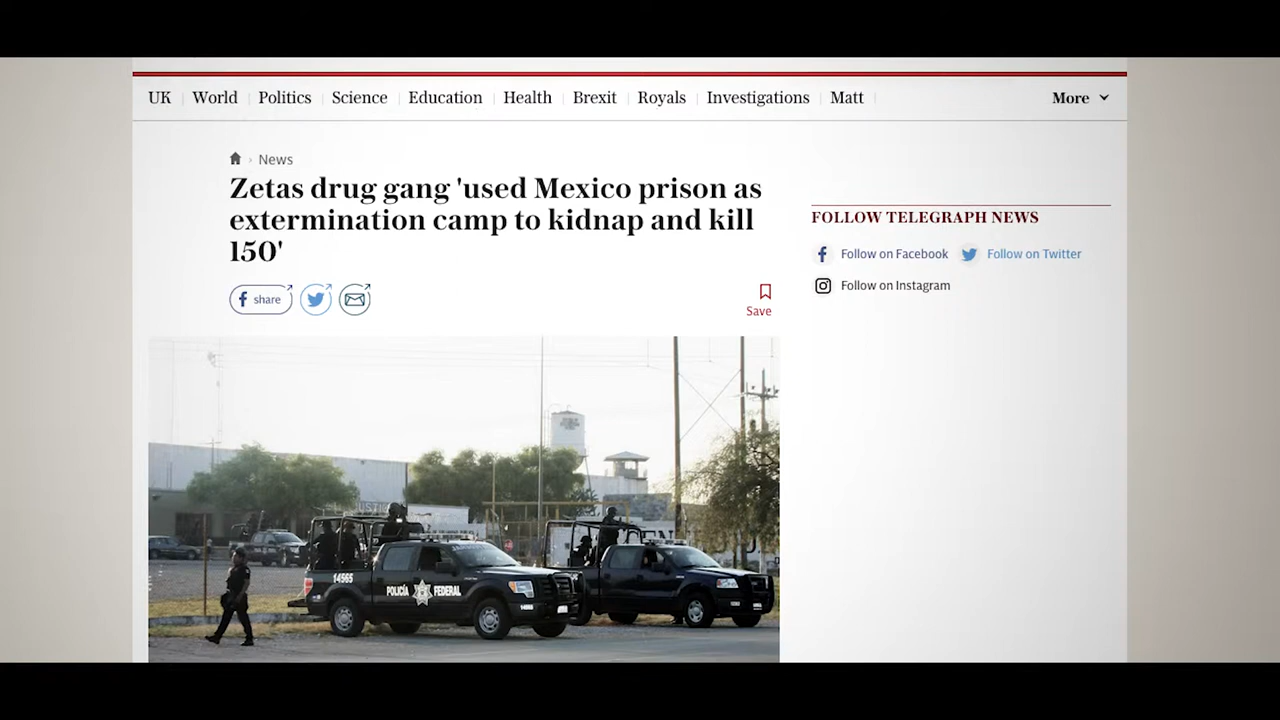 UK World Politics Science Education Health Brexit Royals Investigations Matt More
News
Zetas drug gang 'used Mexico prison as
extermination camp to kidnap and kill
150'
share
Save
FOLLOW TELEGRAPH NEWS
Follow on Facebook Follow on Twitter
Follow on Instagram
14565
POLICÍA FEDERAL